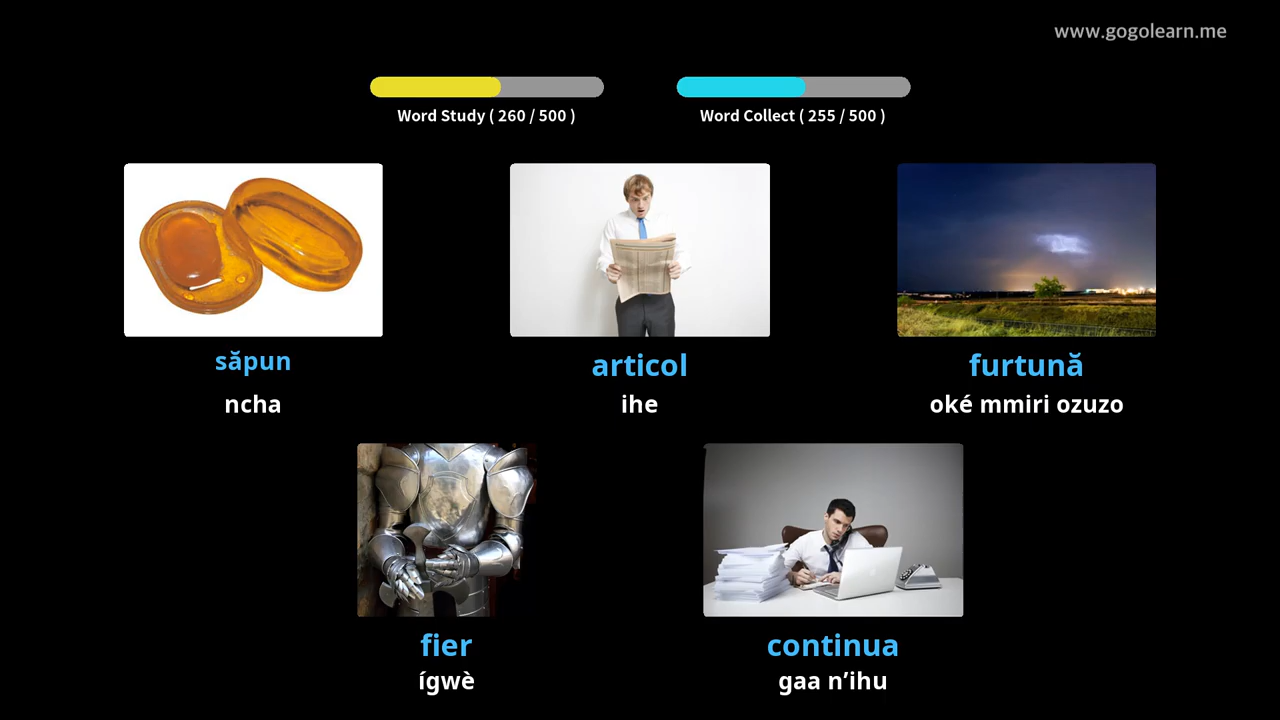 www.gogolearn.me
Word Study ( 260 / 500 )
Word Collect ( 255 / 500 )
săpun
articol
furtună
ncha
ihe
oké mmiri ozuzo
fier
continua
ígwè
gaa n’ihu